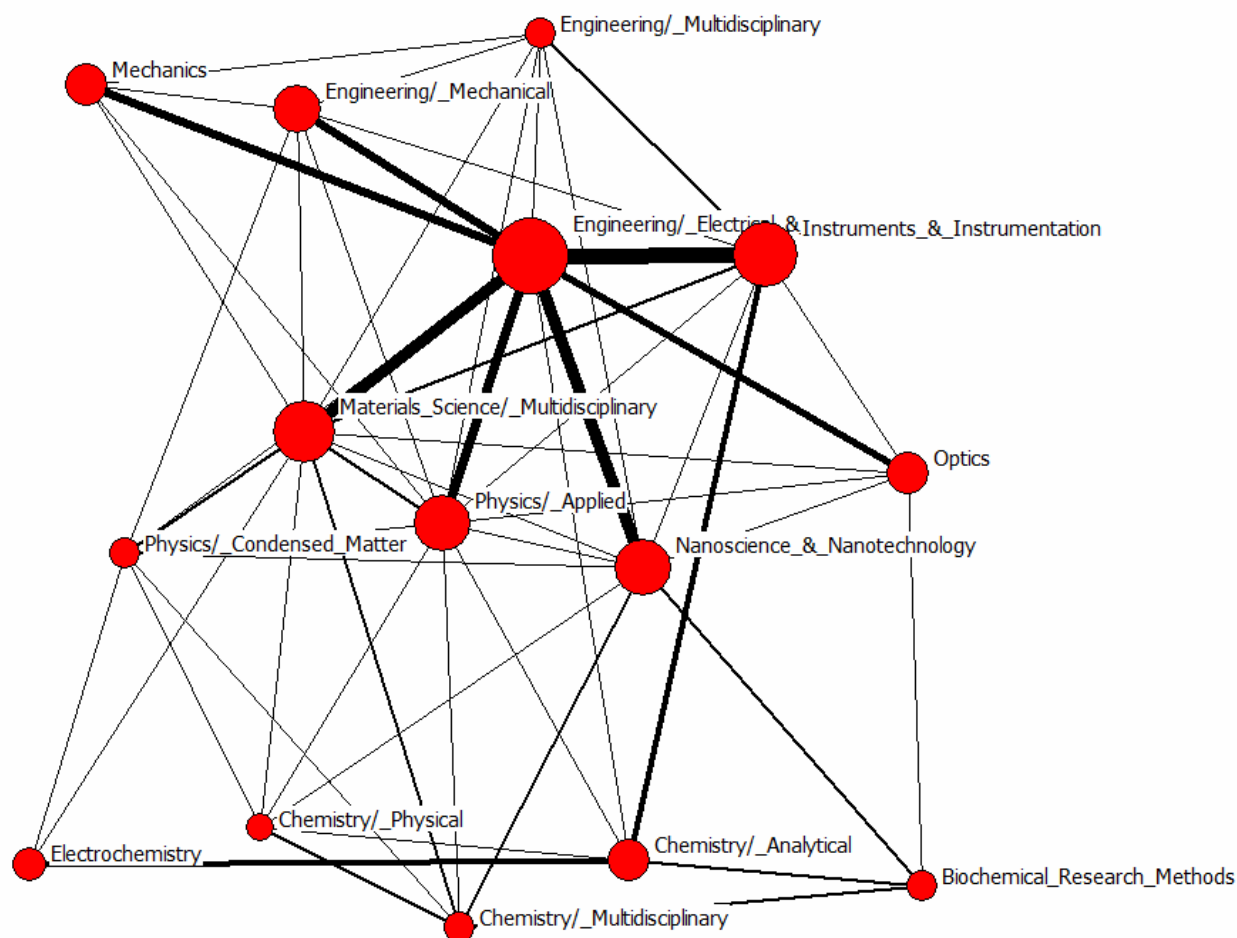 Engineering/_Multidisciplinary
Mechanics
Engineering/_Mechanical
Engineering/_Electrical_&
Instruments_&_Instrumentation
Materials_Science/_Multidisciplinary
Optics
Physics/_Applied
Physics/_Condensed_Matter
Nanoscience_&_Nanotechnology
Chemistry/_Physical
Chemistry/_Analytical
Electrochemistry
Biochemical_Research_Methods
Chemistry/_Multidisciplinary